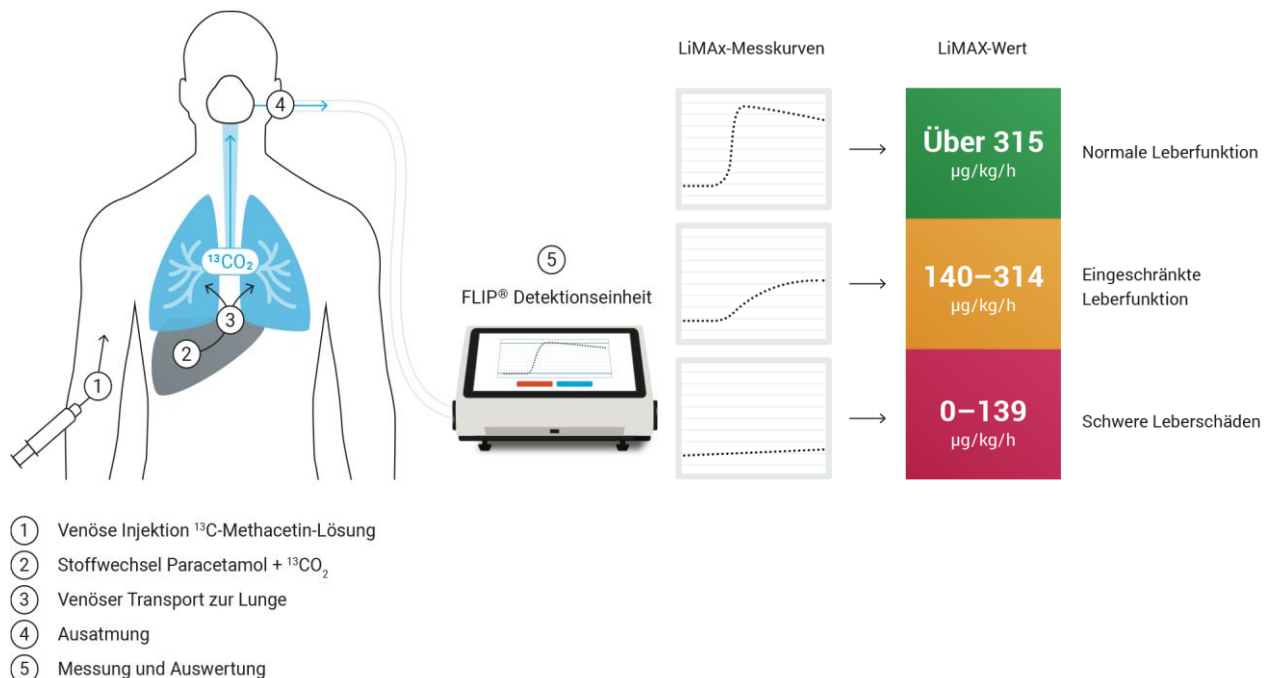 LiMAx-Messkurven
LiMAX-Wert
4
Über 315
µg/kg/h
Normale Leberfunktion
¹³CO₂
5
FLIP® Detektionseinheit
140–314
µg/kg/h
Eingeschränkte
Leberfunktion
3
2
1
0–139
µg/kg/h
Schwere Leberschäden
1 Venöse Injektion ¹³C-Methacetin-Lösung
2 Stoffwechsel Paracetamol + ¹³CO₂
3 Venöser Transport zur Lunge
4 Ausatmung
5 Messung und Auswertung